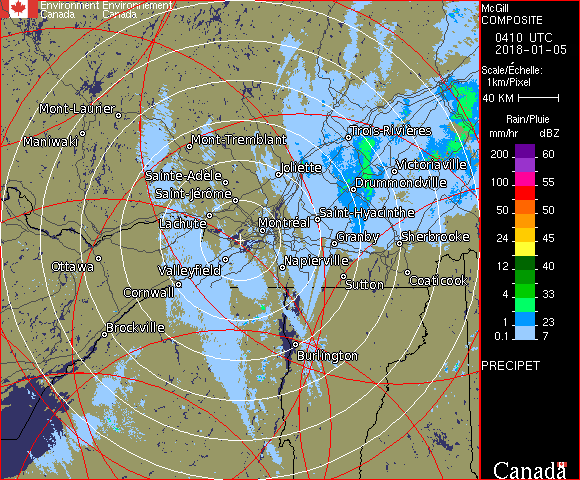 Environment Environnement
Canada Canada
McGill
COMPOSITE
0410 UTC
2018-01-05
Scale/Échelle:
1km/Pixel
40 KM
Rain/Pluie
mm/hr dBZ
200 60
57
100 55
50 50
24 45
12 40
4 33
1 23
0.1 7
PRECIPET
Mont-Laurier
Maniwaki
Mont-Tremblant
Trois-Rivières
Joliette
Victoriaville
Sainte-Adèle
Drummondville
Saint-Jérôme
Saint-Hyacinthe
Lachute
Montréal
Granby
Sherbrooke
Ottawa
Valleyfield
Napierville
Cornwall
Sutton
Coaticook
Brockville
Burlington
Canada